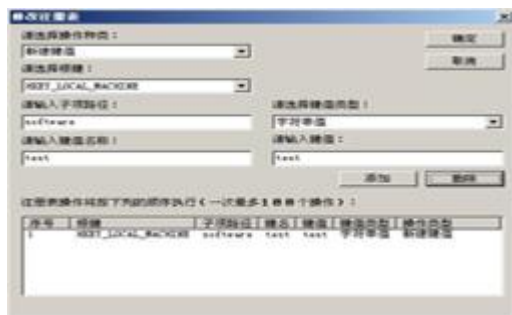 修改注册表
请选择操作种类：
新建键值
确定
请选择根键：
取消
HKEY_LOCAL_MACHINE
请输入子项路径：
请选择键值类型：
software
字符串值
请输入键值名称：
请输入键值：
test
test
添加
删除
注册表操作将按下列的顺序执行(一次最多100个操作)：
序号 根键 子项路径 键名 键值 键值类型 操作类型
1 HKEY_LOCAL_MACHINE software test test 字符串值 新建键值